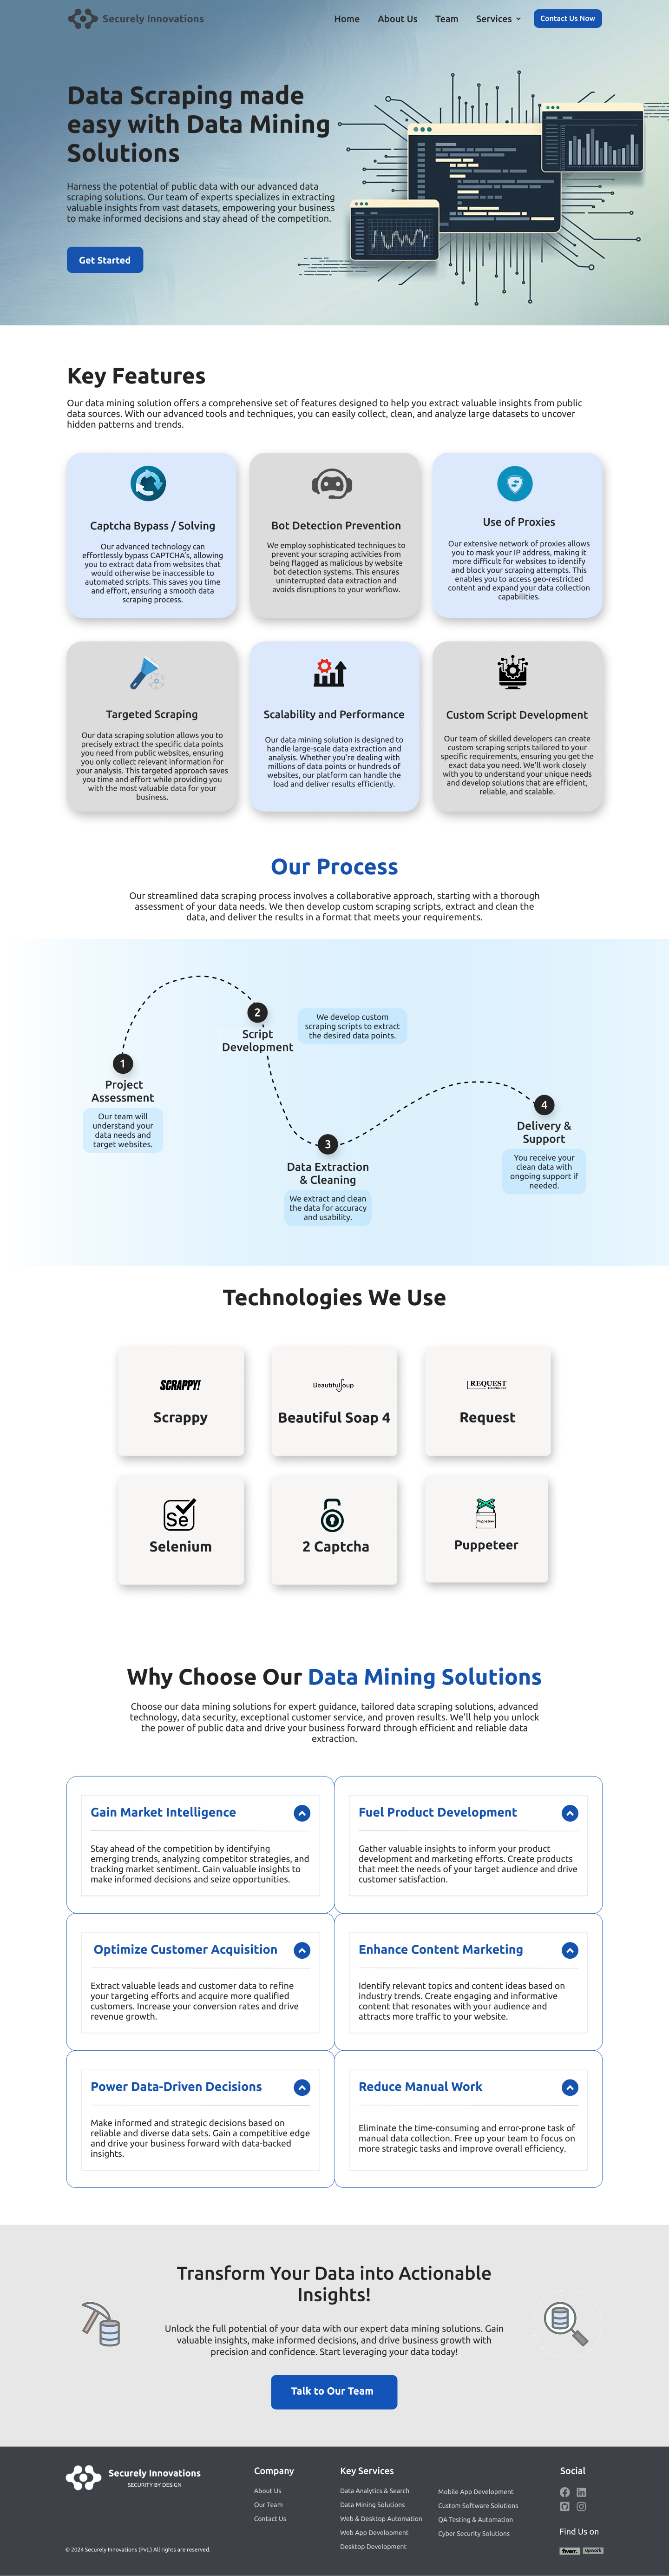 Securely Innovations
Home About Us Team Services Contact Us Now
Data Scraping made
easy with Data Mining
Solutions
Harness the potential of public data with our advanced data
scraping solutions. Our team of experts specializes in extracting
valuable insights from vast datasets, empowering your business
to make informed decisions and stay ahead of the competition.
Get Started
Key Features
Our data mining solution offers a comprehensive set of features designed to help you extract valuable insights from public
data sources. With our advanced tools and techniques, you can easily collect, clean, and analyze large datasets to uncover
hidden patterns and trends.
Captcha Bypass / Solving
Our advanced technology can
effortlessly bypass CAPTCHA's, allowing
you to extract data from websites that
would otherwise be inaccessible to
automated scripts. This saves you time
and effort, ensuring a smooth data
scraping process.
Bot Detection Prevention
We employ sophisticated techniques to
prevent your scraping activities from
being flagged as malicious by website
bot detection systems. This ensures
uninterrupted data extraction and
avoids disruptions to your workflow.
Use of Proxies
Our extensive network of proxies allows
you to mask your IP address, making it
more difficult for websites to identify
and block your scraping attempts. This
enables you to access geo-restricted
content and expand your data collection
capabilities.
Targeted Scraping
Our data scraping solution allows you to
precisely extract the specific data points
you need from public websites, ensuring
you only collect relevant information for
your analysis. This targeted approach saves
you time and effort while providing you
with the most valuable data for your
business.
Scalability and Performance
Our data mining solution is designed to
handle large-scale data extraction and
analysis. Whether you're dealing with
millions of data points or hundreds of
websites, our platform can handle the
load and deliver results efficiently.
Custom Script Development
Our team of skilled developers can create
custom scraping scripts tailored to your
specific requirements, ensuring you get the
exact data you need. We'll work closely
with you to understand your unique needs
and develop solutions that are efficient,
reliable, and scalable.
Our Process
Our streamlined data scraping process involves a collaborative approach, starting with a thorough
assessment of your data needs. We then develop custom scraping scripts, extract and clean the
data, and deliver the results in a format that meets your requirements.
1
Project
Assessment
Our team will
understand your
data needs and
target websites.
2
Script
Development
We develop custom
scraping scripts to extract
the desired data points.
3
Data Extraction
& Cleaning
We extract and clean
the data for accuracy
and usability.
4
Delivery &
Support
You receive your
clean data with
ongoing support if
needed.
Technologies We Use
SCRAPPY!
Scrappy
BeautifulSoup
Beautiful Soap 4
REQUEST
Request
Se
Selenium
2 Captcha
Puppeteer
Puppeteer
Why Choose Our Data Mining Solutions
Choose our data mining solutions for expert guidance, tailored data scraping solutions, advanced
technology, data security, exceptional customer service, and proven results. We'll help you unlock
the power of public data and drive your business forward through efficient and reliable data
extraction.
Gain Market Intelligence
Stay ahead of the competition by identifying
emerging trends, analyzing competitor strategies, and
tracking market sentiment. Gain valuable insights to
make informed decisions and seize opportunities.
Fuel Product Development
Gather valuable insights to inform your product
development and marketing efforts. Create products
that meet the needs of your target audience and drive
customer satisfaction.
Optimize Customer Acquisition
Extract valuable leads and customer data to refine
your targeting efforts and acquire more qualified
customers. Increase your conversion rates and drive
revenue growth.
Enhance Content Marketing
Identify relevant topics and content ideas based on
industry trends. Create engaging and informative
content that resonates with your audience and
attracts more traffic to your website.
Power Data-Driven Decisions
Make informed and strategic decisions based on
reliable and diverse data sets. Gain a competitive edge
and drive your business forward with data-backed
insights.
Reduce Manual Work
Eliminate the time-consuming and error-prone task of
manual data collection. Free up your team to focus on
more strategic tasks and improve overall efficiency.
Transform Your Data into Actionable
Insights!
Unlock the full potential of your data with our expert data mining solutions. Gain
valuable insights, make informed decisions, and drive business growth with
precision and confidence. Start leveraging your data today!
Talk to Our Team
Securely Innovations
SECURITY BY DESIGN
© 2024 Securely Innovations (Pvt.) All rights are reserved.
Company
About Us
Our Team
Contact Us
Key Services
Data Analytics & Search
Data Mining Solutions
Web & Desktop Automation
Web App Development
Desktop Development
Mobile App Development
Custom Software Solutions
QA Testing & Automation
Cyber Security Solutions
Social
Find Us on
fiverr.
upwork